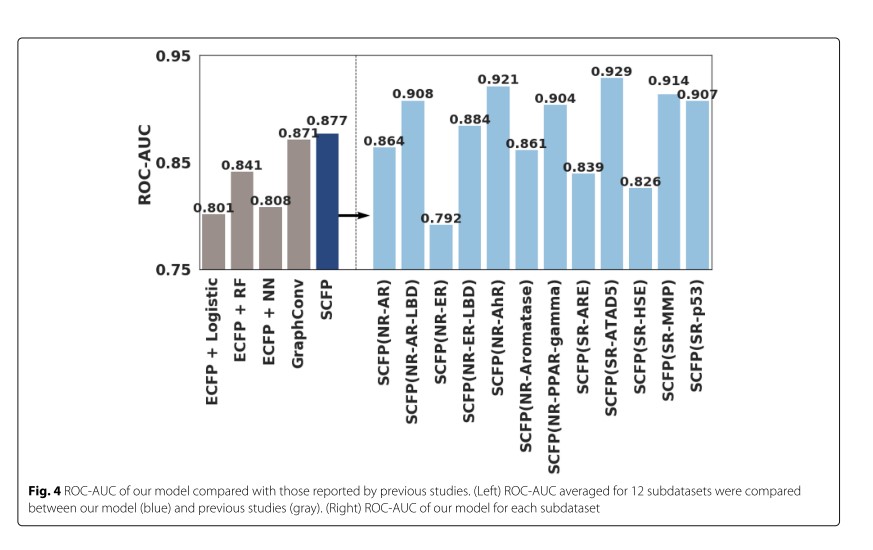 0.95
0.85
0.75
ROC-AUC
0.801
0.841
0.808
0.871
0.877
0.864
0.908
0.792
0.884
0.921
0.861
0.904
0.839
0.929
0.826
0.914
0.907
ECFP + Logistic
ECFP + RF
ECFP + NN
GraphConv
SCFP
SCFP(NR-AR)
SCFP(NR-AR-LBD)
SCFP(NR-ER)
SCFP(NR-ER-LBD)
SCFP(NR-AhR)
SCFP(NR-Aromatase)
SCFP(NR-PPAR-gamma)
SCFP(SR-ARE)
SCFP(SR-ATAD5)
SCFP(SR-HSE)
SCFP(SR-MMP)
SCFP(SR-p53)
Fig. 4 ROC-AUC of our model compared with those reported by previous studies. (Left) ROC-AUC averaged for 12 subdatasets were compared
between our model (blue) and previous studies (gray). (Right) ROC-AUC of our model for each subdataset